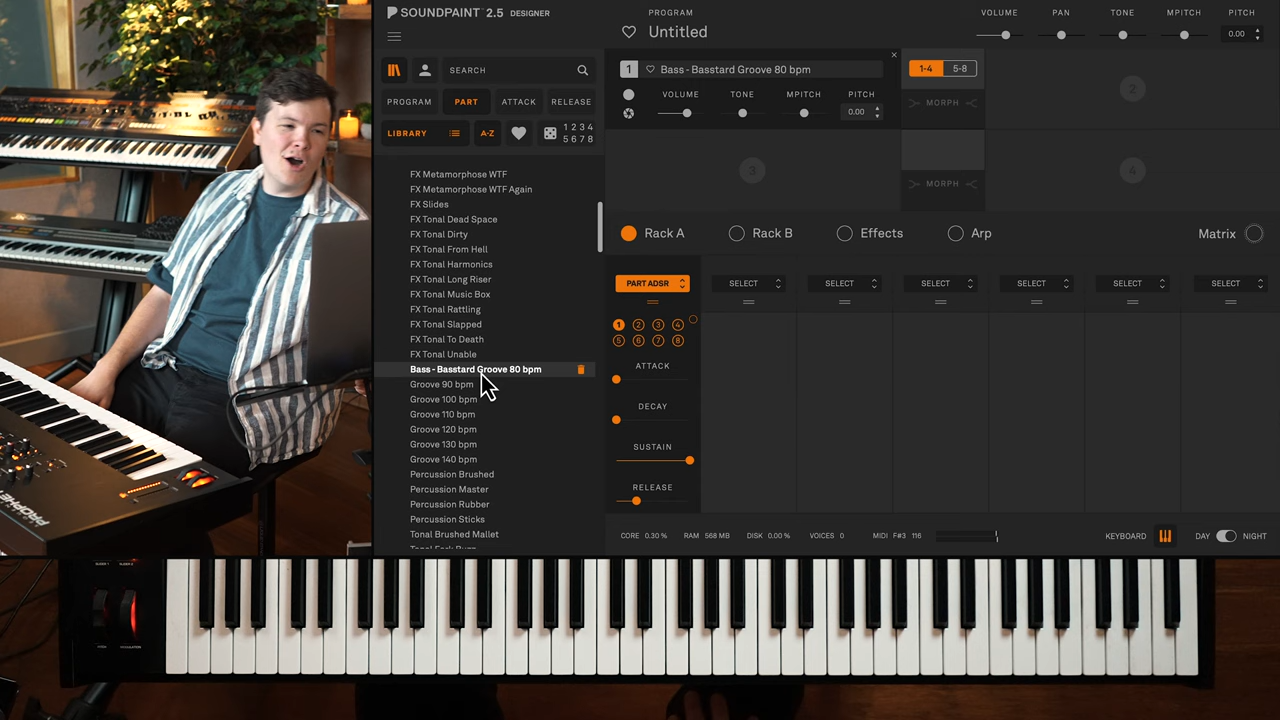 SOUNDPAINT 2.5 DESIGNER
PROGRAM
Untitled
VOLUME PAN TONE MPITCH PITCH
0.00
SEARCH
PROGRAM PART ATTACK RELEASE
LIBRARY A-Z 1 2 3 4
5 6 7 8
FX Metamorphose WTF
FX Metamorphose WTF Again
FX Slides
FX Tonal Dead Space
FX Tonal Dirty
FX Tonal From Hell
FX Tonal Harmonics
FX Tonal Long Riser
FX Tonal Music Box
FX Tonal Rattling
FX Tonal Slapped
FX Tonal To Death
FX Tonal Unable
Bass - Basstard Groove 80 bpm
Groove 90 bpm
Groove 100 bpm
Groove 110 bpm
Groove 120 bpm
Groove 130 bpm
Groove 140 bpm
Percussion Brushed
Percussion Master
Percussion Rubber
Percussion Sticks
Tonal Brushed Mallet
1 Bass - Basstard Groove 80 bpm
VOLUME TONE MPITCH PITCH
0.00
1-4 5-8
MORPH
2
3
MORPH
4
Rack A Rack B Effects Arp Matrix
PART ADSR SELECT SELECT SELECT SELECT SELECT SELECT
1 2 3 4
5 6 7 8
ATTACK
DECAY
SUSTAIN
RELEASE
CORE 0.30 % RAM 568 MB DISK 0.00 % VOICES 0 MIDI F#3 116 KEYBOARD DAY NIGHT
PROPHET